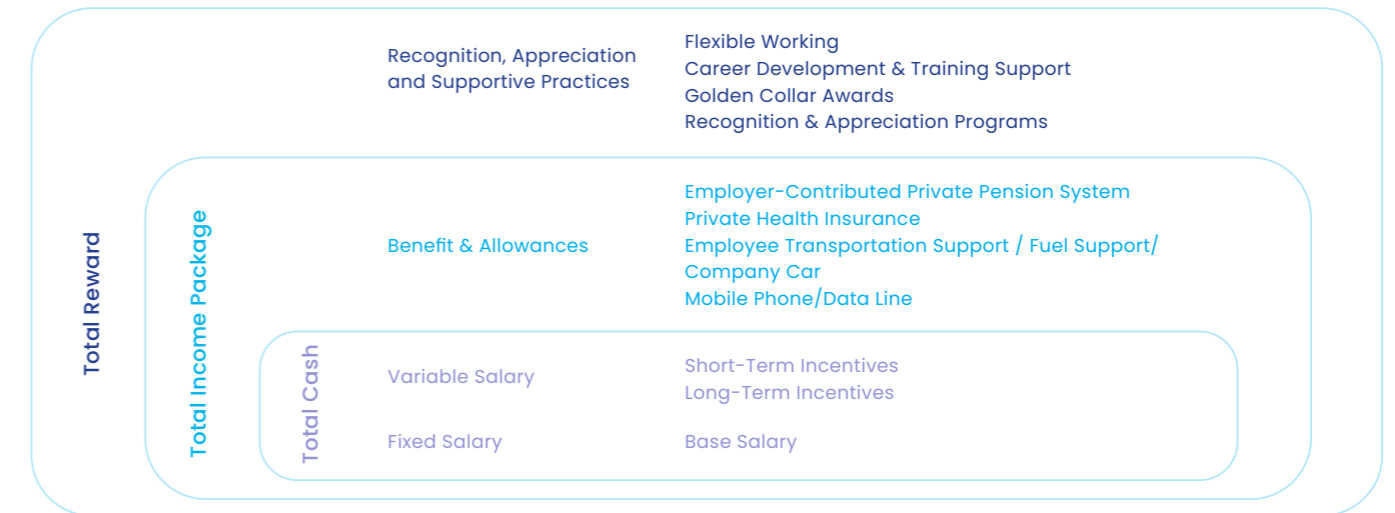 Total Reward
Recognition, Appreciation
and Supportive Practices
Flexible Working
Career Development & Training Support
Golden Collar Awards
Recognition & Appreciation Programs
Total Income Package
Benefit & Allowances
Employer-Contributed Private Pension System
Private Health Insurance
Employee Transportation Support / Fuel Support/
Company Car
Mobile Phone/Data Line
Total Cash
Variable Salary
Short-Term Incentives
Long-Term Incentives
Fixed Salary
Base Salary